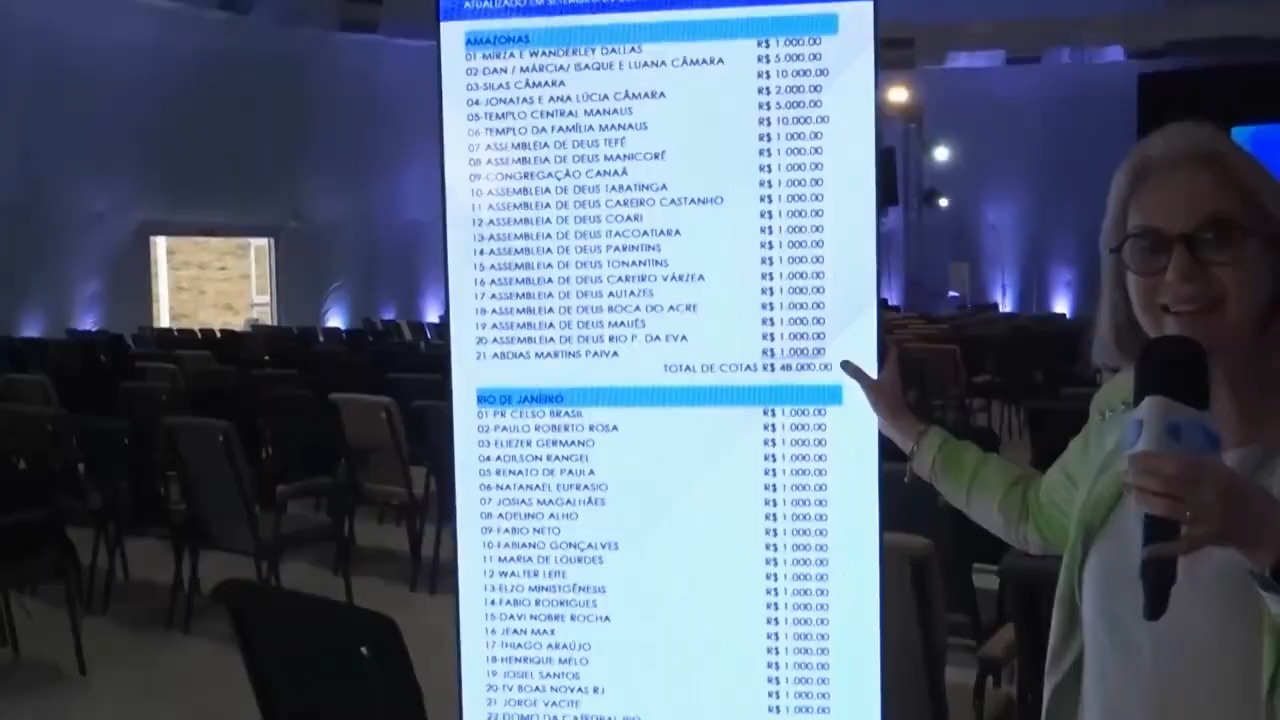 ATUALIZADO EM SETEMBRO
AMAZONAS
01-MIRZA E WANDERLEY DALLAS R$ 1.000,00
02-DAN / MÁRCIA/ ISAQUE E LUANA CÂMARA R$ 5.000,00
03-SILAS CÂMARA R$ 10.000,00
04-JONATAS E ANA LÚCIA CÂMARA R$ 2.000,00
05-TEMPLO CENTRAL MANAUS R$ 5.000,00
06-TEMPLO DA FAMÍLIA MANAUS R$ 10.000,00
07 ASSEMBLEIA DE DEUS TEFÉ R$ 1.000,00
08 ASSEMBLEIA DE DEUS MANICORÉ R$ 1.000,00
09-CONGREGAÇÃO CANAÃ R$ 1.000,00
10-ASSEMBLEIA DE DEUS TABATINGA R$ 1.000,00
11-ASSEMBLEIA DE DEUS CAREIRO CASTANHO R$ 1.000,00
12-ASSEMBLEIA DE DEUS COARI R$ 1.000,00
13-ASSEMBLEIA DE DEUS ITACOATIARA R$ 1.000,00
14-ASSEMBLEIA DE DEUS PARINTINS R$ 1.000,00
15-ASSEMBLEIA DE DEUS TONANTINS R$ 1.000,00
16-ASSEMBLEIA DE DEUS CAREIRO VÁRZEA R$ 1.000,00
17-ASSEMBLEIA DE DEUS AUTAZES R$ 1.000,00
18-ASSEMBLEIA DE DEUS BOCA DO ACRE R$ 1.000,00
19-ASSEMBLEIA DE DEUS MAUÉS R$ 1.000,00
20-ASSEMBLEIA DE DEUS RIO P. DA EVA R$ 1.000,00
21-ABDIAS MARTINS PAIVA R$ 1.000,00
TOTAL DE COTAS R$ 48.000,00
RIO DE JANEIRO
01-PR CELSO BRASIL R$ 1.000,00
02-PAULO ROBERTO ROSA R$ 1.000,00
03-ELIEZER GERMANO R$ 1.000,00
04-ADILSON RANGEL R$ 1.000,00
05-RENATO DE PAULA R$ 1.000,00
06-NATANAEL EUFRASIO R$ 1.000,00
07 JOSIAS MAGALHÃES R$ 1.000,00
08-ADELINO ALHO R$ 1.000,00
09-FABIO NETO R$ 1.000,00
10-FABIANO GONÇALVES R$ 1.000,00
11 MARIA DE LOURDES R$ 1.000,00
12 WALTER LEITE R$ 1.000,00
13-ELZO MINISTGÊNESIS R$ 1.000,00
14-FABIO RODRIGUES R$ 1.000,00
15-DAVI NOBRE ROCHA R$ 1.000,00
16 JEAN MAX R$ 1.000,00
17-THIAGO ARAÚJO R$ 1.000,00
18-HENRIQUE MELO R$ 1.000,00
19-JOSIEL SANTOS R$ 1.000,00
20-TV BOAS NOVAS RJ R$ 1.000,00
21 JORGE VACITE R$ 1.000,00
22-DOMO DA CATEDRAL RIO